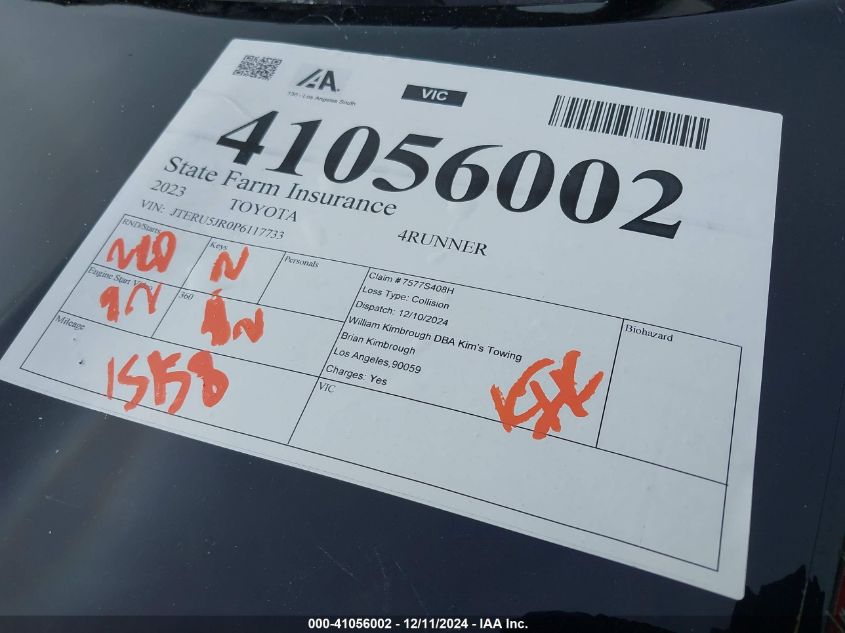 IAA
VIC
730 - Los Angeles South
41056002
State Farm Insurance
2023 TOYOTA 4RUNNER
VIN: JTERU5JR0P6117733
RND/Starts
Keys
N
Personals
Engine Start Video
360
N
Mileage
Claim # 7577S408H
Loss Type: Collision
Dispatch: 12/10/2024
William Kimbrough DBA Kim's Towing
Brian Kimbrough
Los Angeles,90059
Charges: Yes
VIC
Biohazard
000-41056002 - 12/11/2024 - IAA Inc.